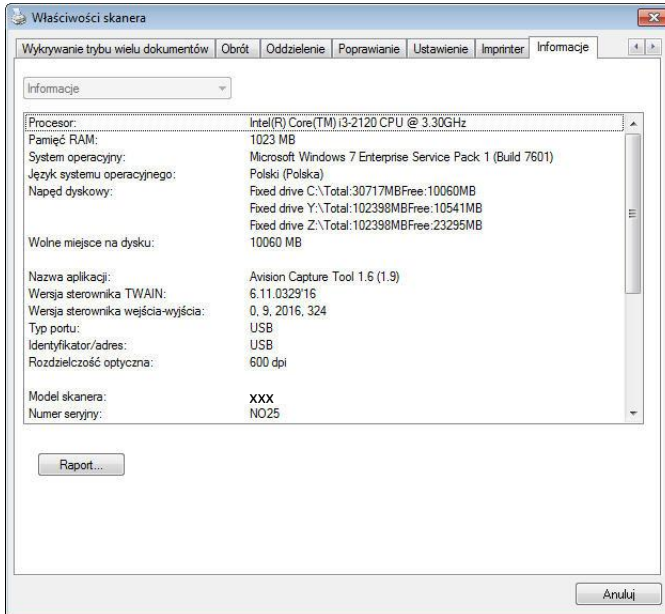 Właściwości skanera
Wykrywanie trybu wielu dokumentów Obrót Oddzielenie Poprawianie Ustawienie Imprinter Informacje
Informacje
Procesor: Intel(R) Core(TM) i3-2120 CPU @ 3.30GHz
Pamięć RAM: 1023 MB
System operacyjny: Microsoft Windows 7 Enterprise Service Pack 1 (Build 7601)
Język systemu operacyjnego: Polski (Polska)
Napęd dyskowy: Fixed drive C:\Total:30717MBFree:10060MB
Fixed drive Y:\Total:102398MBFree:10541MB
Fixed drive Z:\Total:102398MBFree:23295MB
Wolne miejsce na dysku: 10060 MB
Nazwa aplikacji: Avision Capture Tool 1.6 (1.9)
Wersja sterownika TWAIN: 6.11.0329'16
Wersja sterownika wejścia-wyjścia: 0, 9, 2016, 324
Typ portu: USB
Identyfikator/adres: USB
Rozdzielczość optyczna: 600 dpi
Model skanera: XXX
Numer seryjny: NO25
Raport...
Anuluj